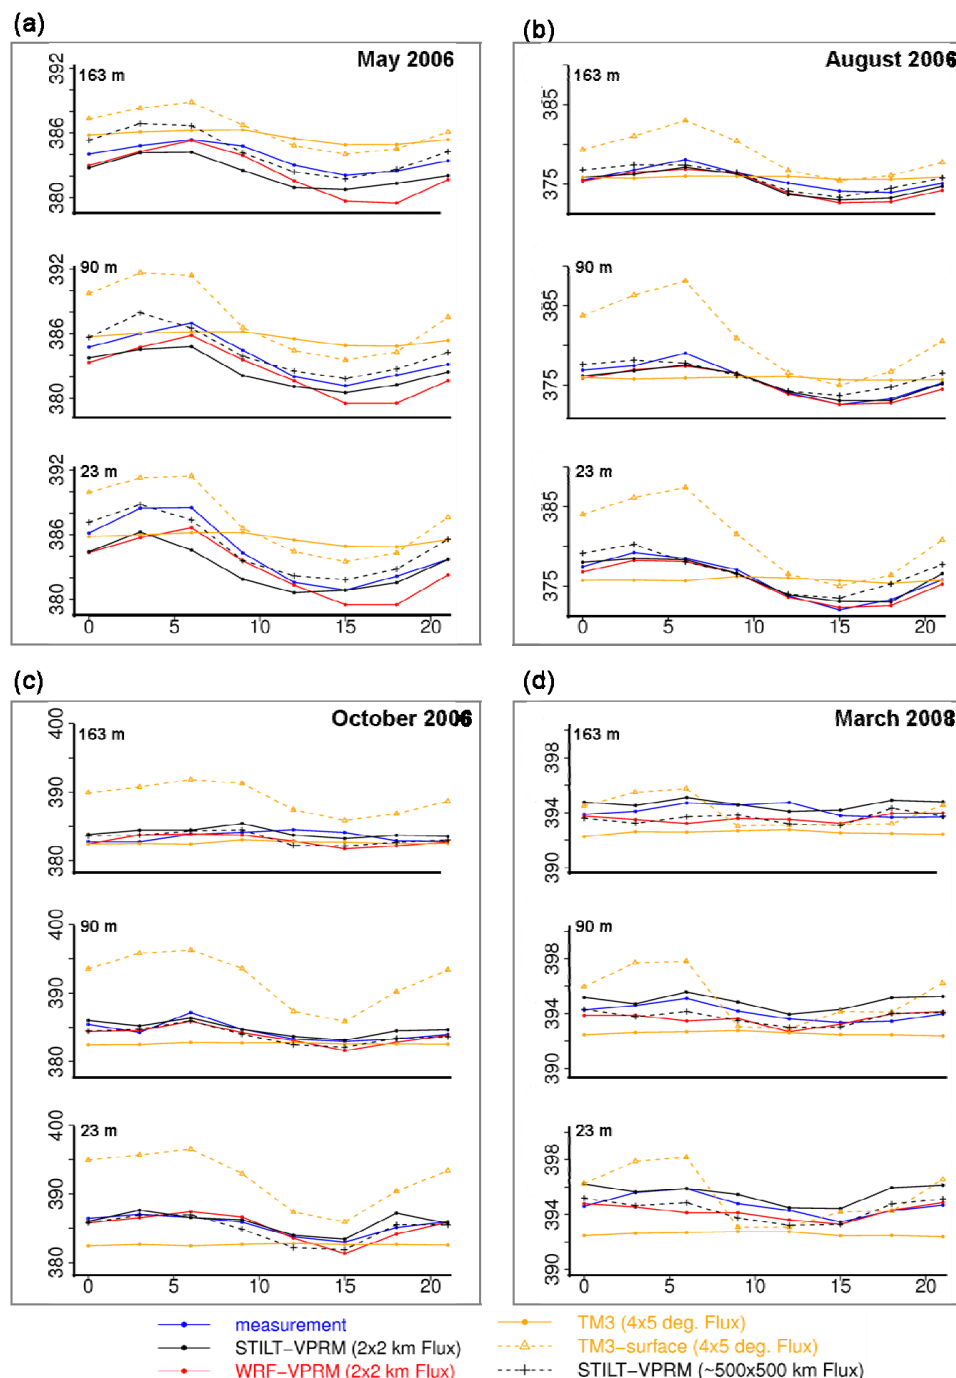 (a)
May 2006
163 m
392
386
380
90 m
392
386
380
23 m
392
386
380
0 5 10 15 20
(b)
August 2006
163 m
385
375
90 m
385
375
23 m
385
375
0 5 10 15 20
(c)
October 2006
163 m
400
390
380
90 m
400
390
380
23 m
400
390
380
0 5 10 15 20
(d)
March 2008
163 m
398
394
390
90 m
398
394
390
23 m
398
394
390
0 5 10 15 20
measurement
STILT-VPRM (2x2 km Flux)
WRF-VPRM (2x2 km Flux)
TM3 (4x5 deg. Flux)
TM3-surface (4x5 deg. Flux)
STILT-VPRM (~500x500 km Flux)